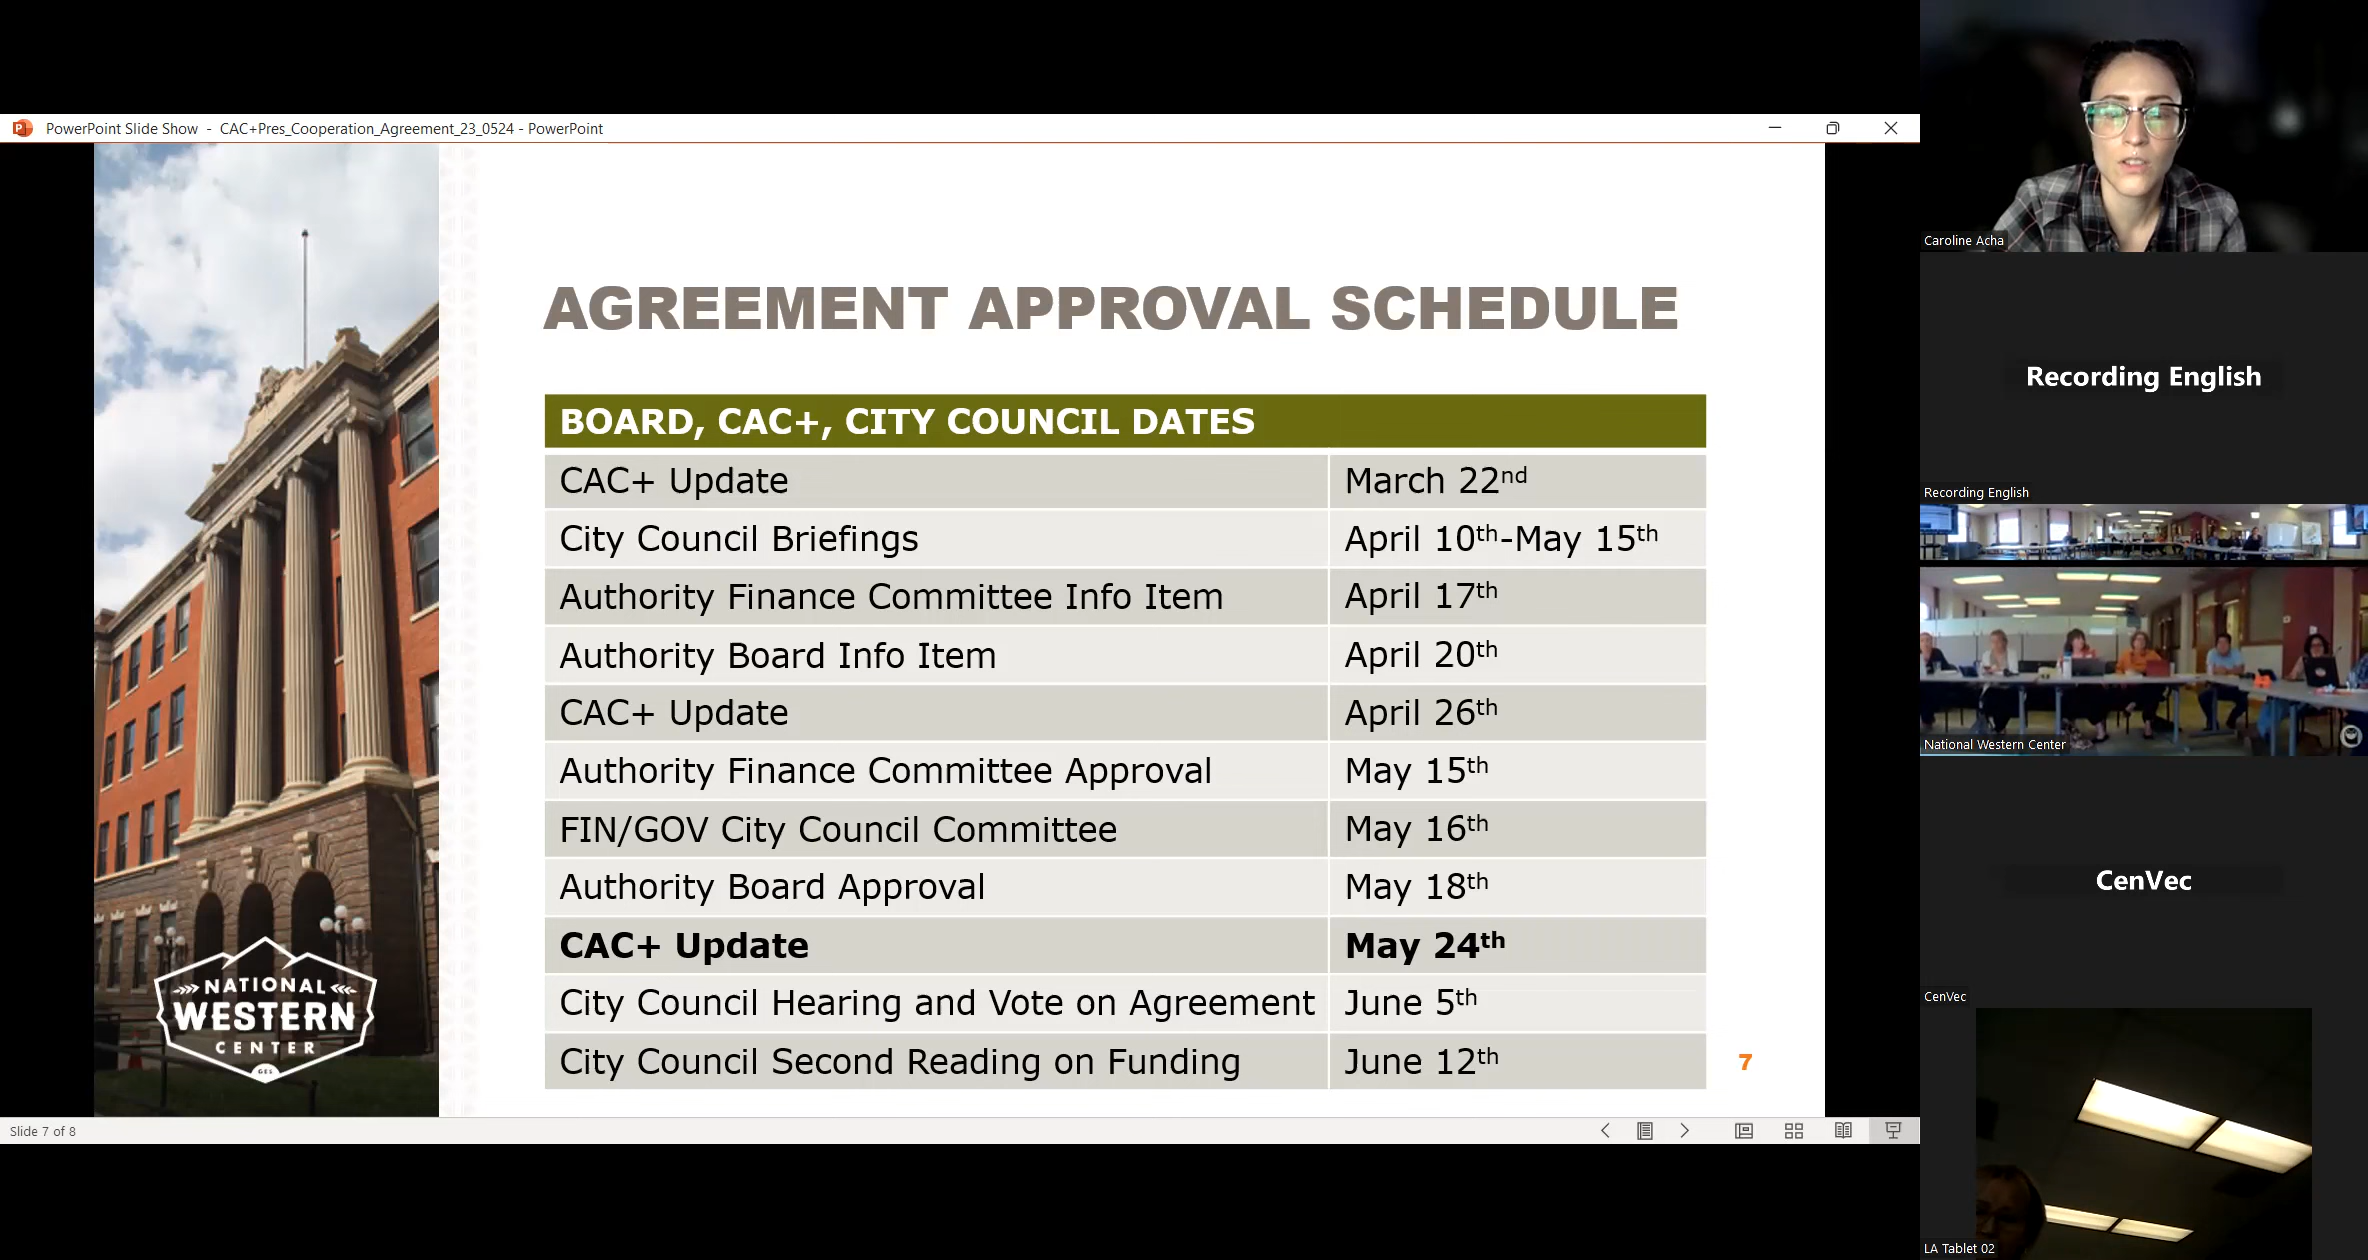 PowerPoint Slide Show - CAC+Pres_Cooperation_Agreement_23_0524 - PowerPoint
AGREEMENT APPROVAL SCHEDULE
BOARD, CAC+, CITY COUNCIL DATES
CAC+ Update March 22nd
City Council Briefings April 10th-May 15th
Authority Finance Committee Info Item April 17th
Authority Board Info Item April 20th
CAC+ Update April 26th
Authority Finance Committee Approval May 15th
FIN/GOV City Council Committee May 16th
Authority Board Approval May 18th
CAC+ Update May 24th
City Council Hearing and Vote on Agreement June 5th
City Council Second Reading on Funding June 12th
7
NATIONAL
WESTERN
CENTER
GES
Slide 7 of 8
Caroline Acha
Recording English
Recording English
National Western Center
CenVec
CenVec
LA Tablet 02